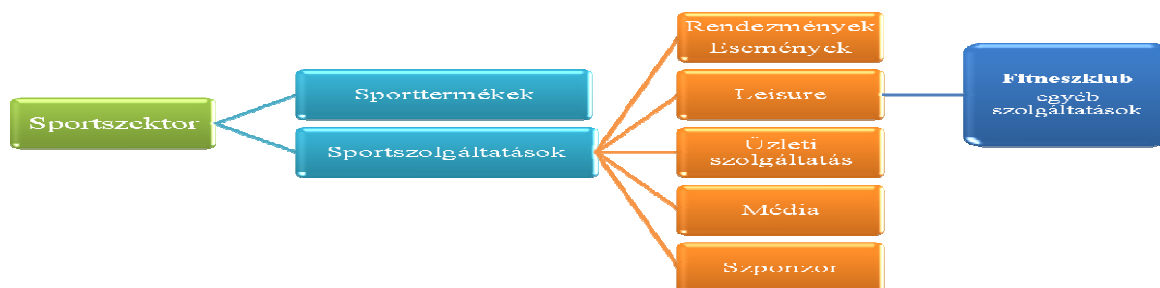 Sportszektor
Sporttermékek
Sportszolgáltatások
Rendezmények
Események
Leisure
Üzleti
szolgáltatás
Média
Szponzor
Fitneszklub
egyéb
szolgáltatások